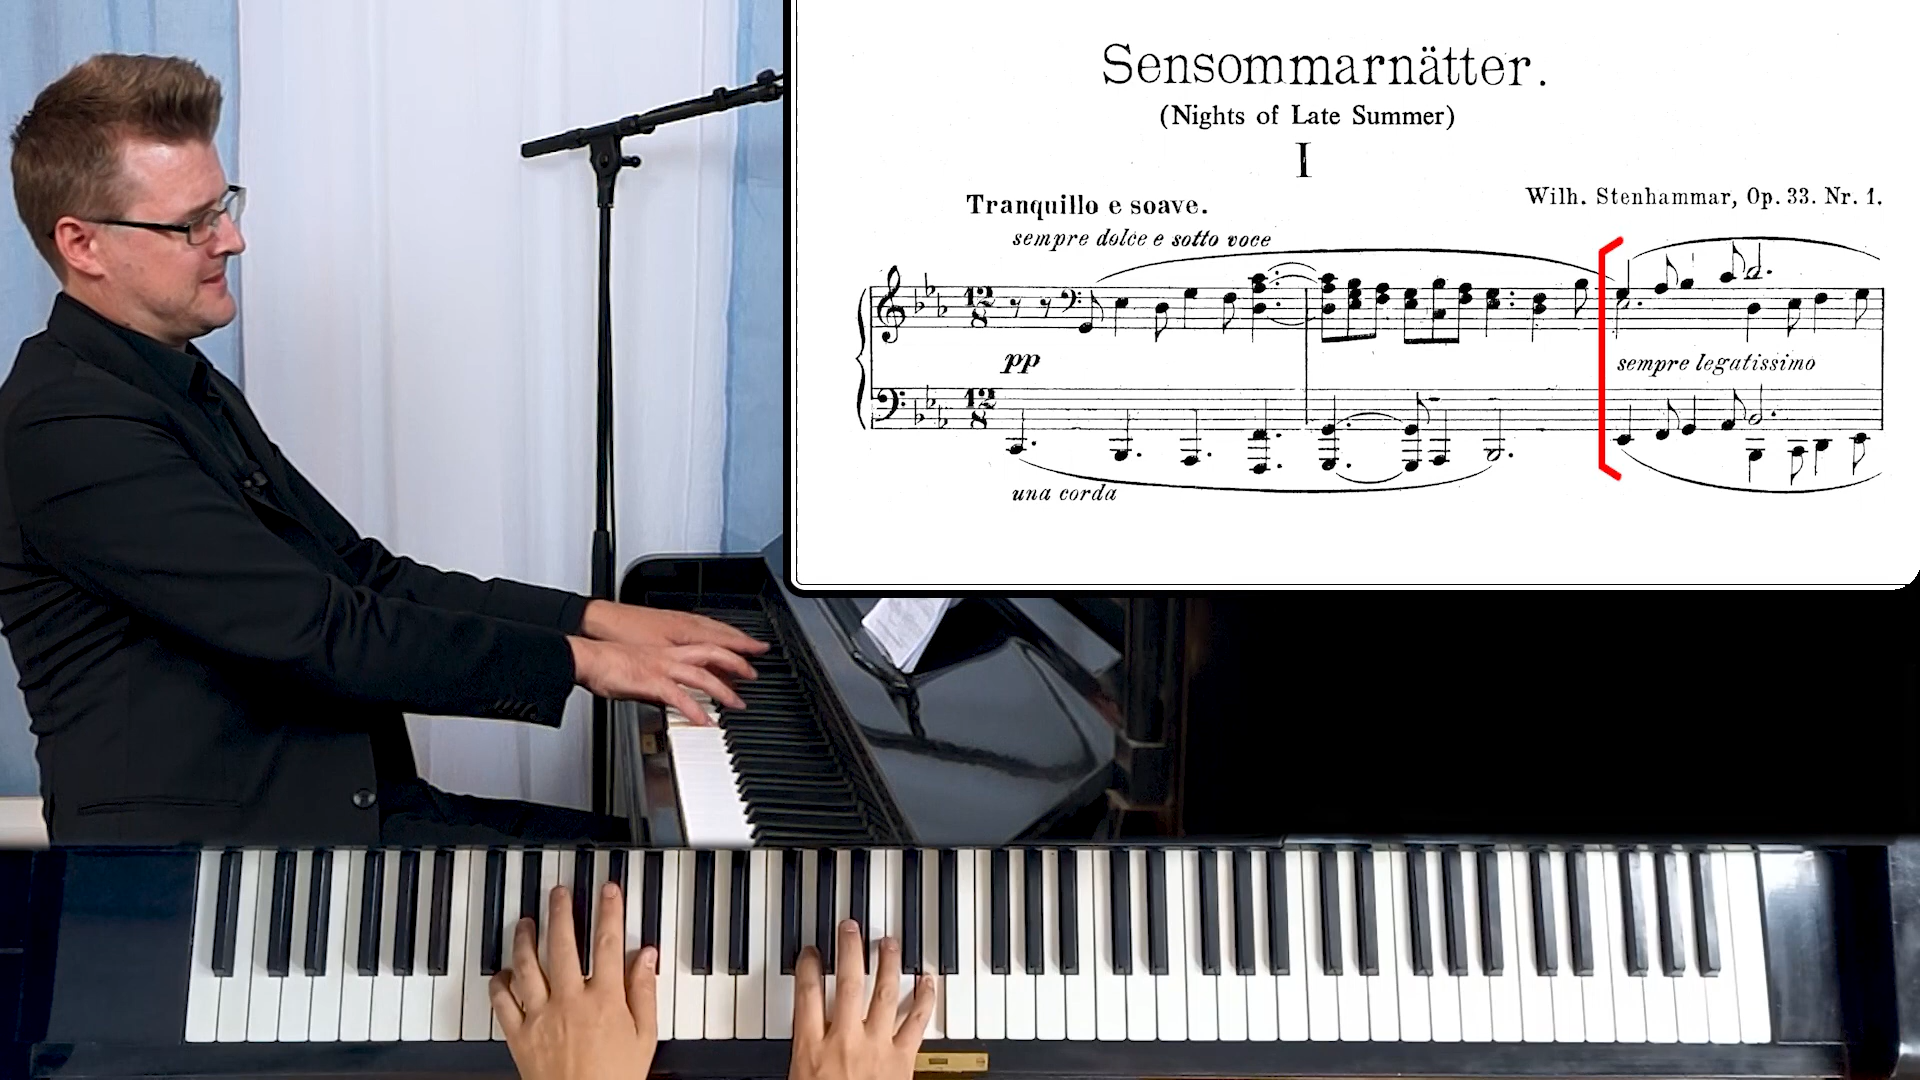 Sensommarnätter.
(Nights of Late Summer)
I
Tranquillo e soave.
Wilh. Stenhammar, Op. 33. Nr. 1.
sempre dolce e sotto voce
12
8
pp
sempre legatissimo
12
8
una corda